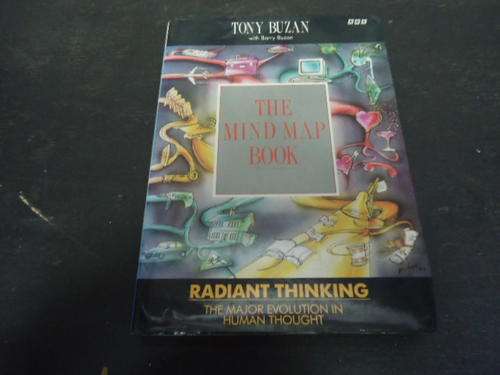 TONY BUZAN
with Barry Buzan
BBC
THE
MIND MAP
BOOK
RADIANT THINKING
THE MAJOR EVOLUTION IN
HUMAN THOUGHT